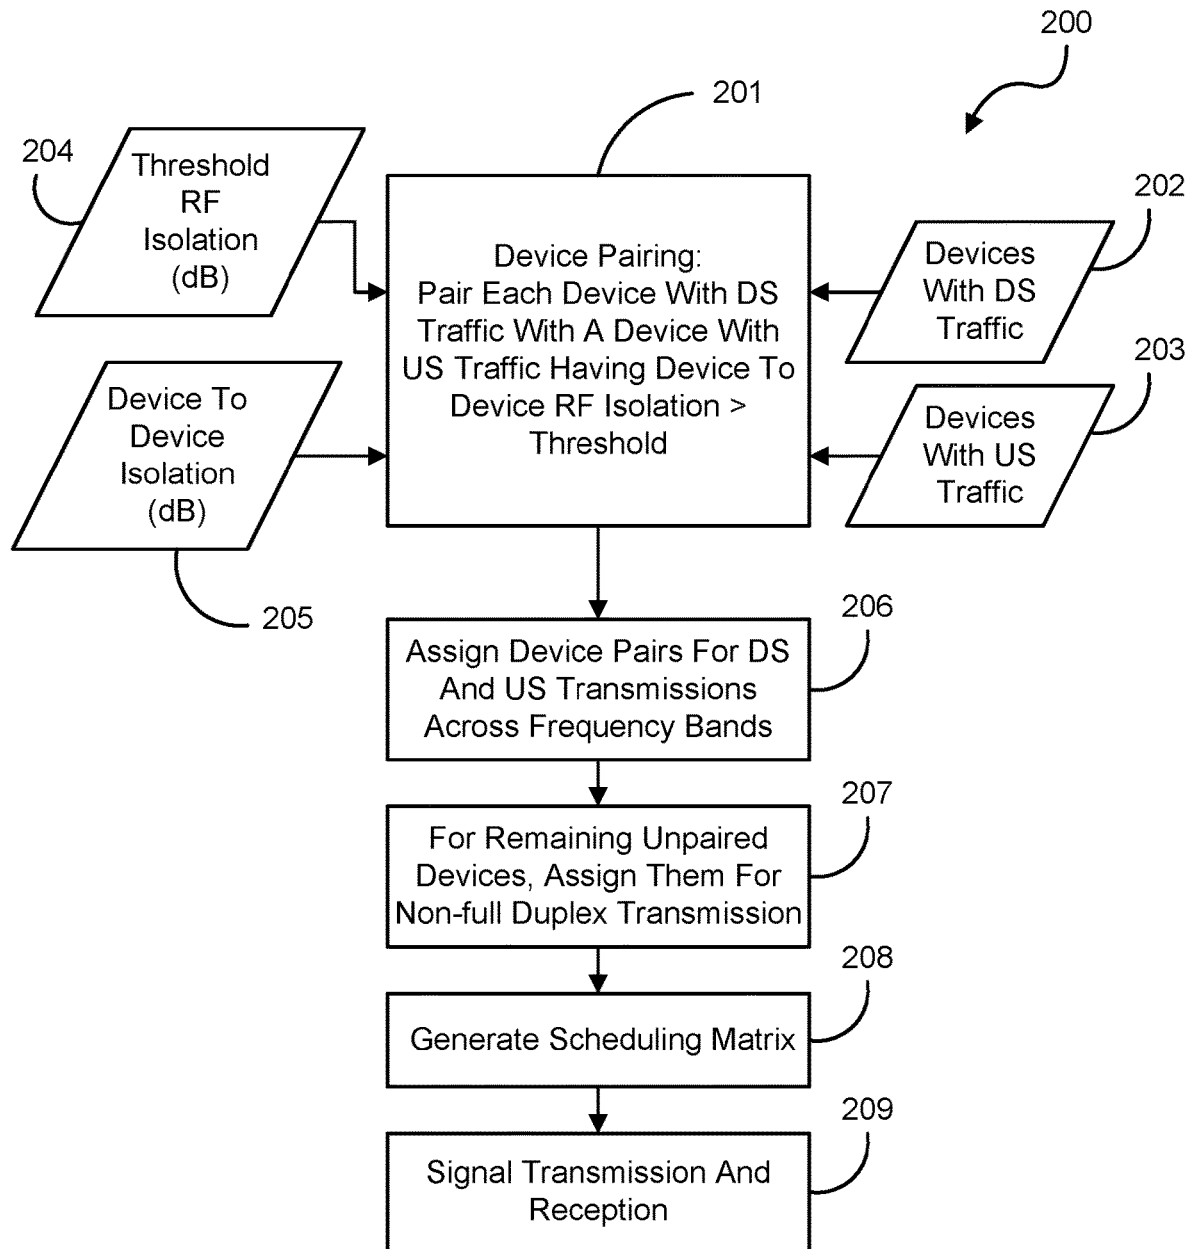 200
201
204
Threshold
RF
Isolation
(dB)
202
Devices
With DS
Traffic
Device Pairing:
Pair Each Device With DS
Traffic With A Device With
US Traffic Having Device To
Device RF Isolation >
Threshold
203
Devices
With US
Traffic
Device To
Device
Isolation
(dB)
205
206
Assign Device Pairs For DS
And US Transmissions
Across Frequency Bands
207
For Remaining Unpaired
Devices, Assign Them For
Non-full Duplex Transmission
208
Generate Scheduling Matrix
209
Signal Transmission And
Reception